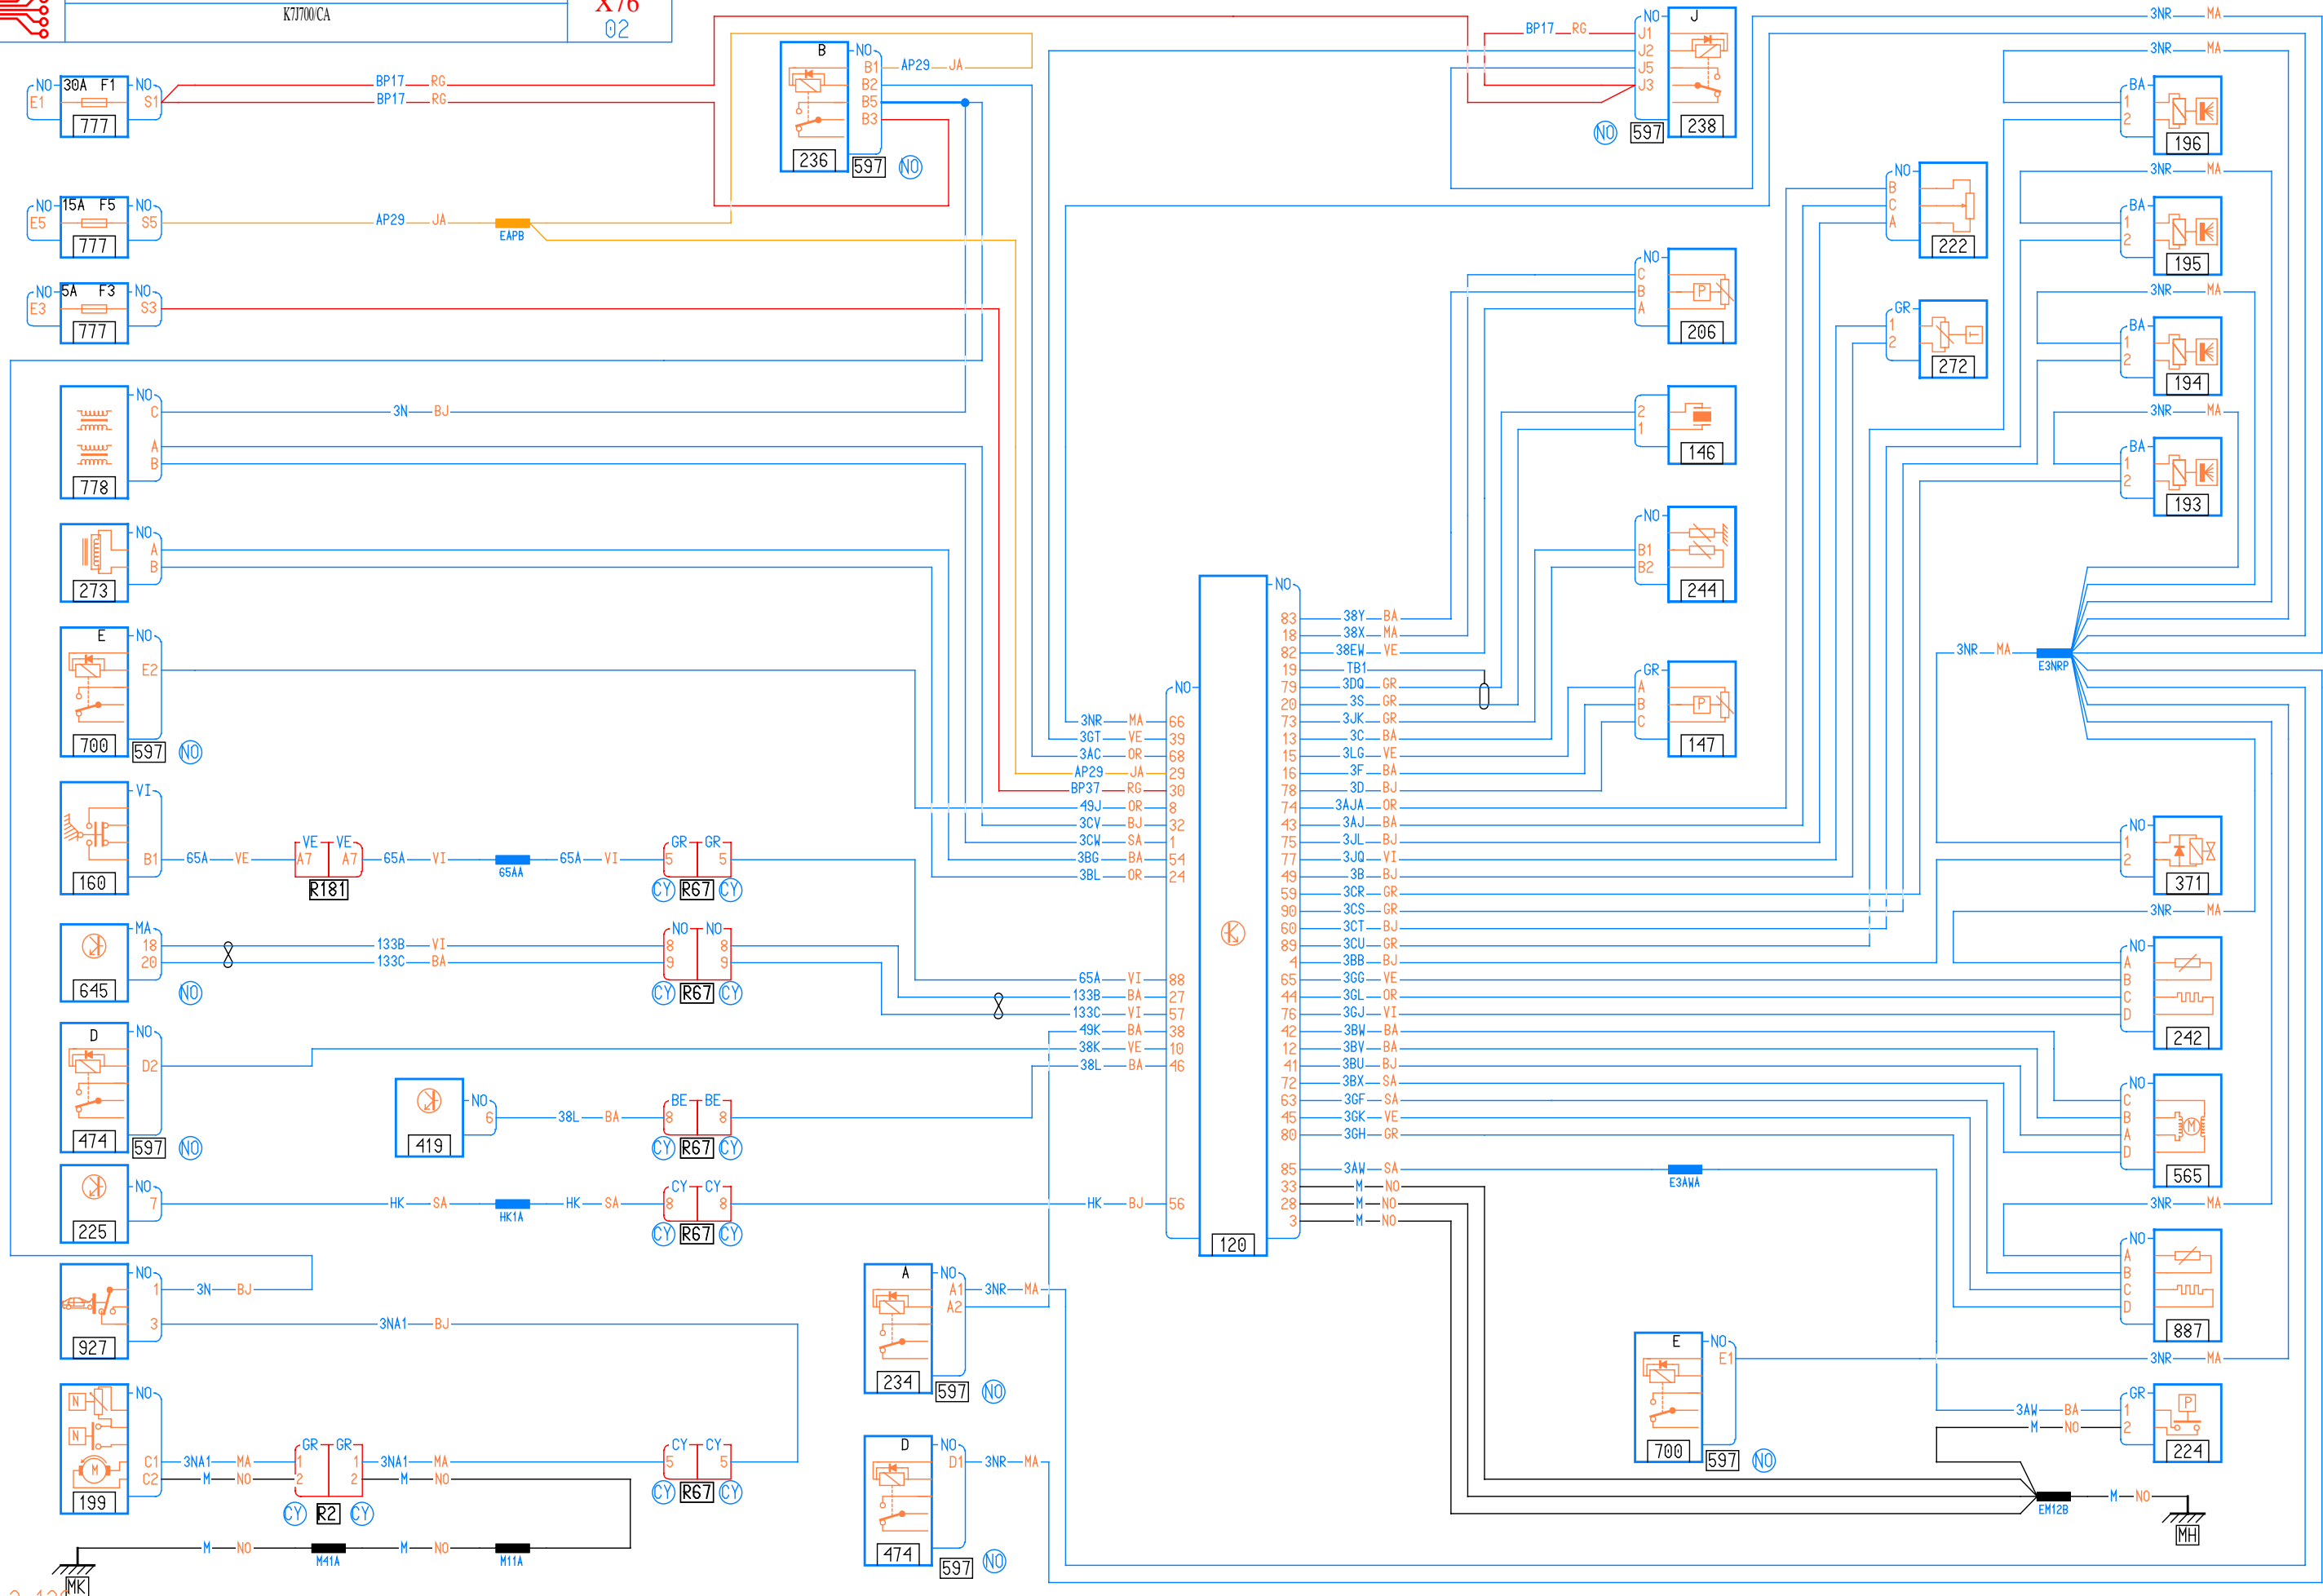 K7J700/CA
X76
02
NO 30A F1 NO
E1 S1
777
BP17 RG
BP17 RG
NO 15A F5 NO
E5 S5
777
AP29 JA
EAPB
NO 5A F3 NO
E3 S3
777
B NO
B1 AP29 JA
B2
B5
B3
236 597 NO
NO J
J1 BP17 RG
J2
J5
J3
NO 597 238
NO
C 3N BJ
A
B
778
NO
A
B
273
E NO
E2
700 597 NO
VI
B1 65A VE
160
VE VE
A7 A7 65A VI
R181
65AA
65A VI
GR GR
5 5
CY R67 CY
MA
18 133B VI
20 133C BA
645 NO
NO NO
8 8
9 9
CY R67 CY
D NO
D2
474 597 NO
NO
6 38L BA
419
BE BE
8 8
CY R67 CY
NO
7 HK SA
225
HK1A
HK SA
CY CY
8 8
CY R67 CY
NO
1 3N BJ
3 3NA1 BJ
927
NO
C1 3NA1 MA
C2 M NO
199
GR GR
1 1 3NA1 MA
2 2 M NO
CY R2 CY
CY CY
5 5
CY R67 CY
M NO
M41A
M NO
M11A
MK
NO
3NR MA 66
3GT VE 39
3AC OR 68
AP29 JA 29
BP37 RG 30
49J OR 8
3CV BJ 32
3CW SA 1
3BG BA 54
3BL OR 24
65A VI 88
133B BA 27
133C VI 57
49K BA 38
38K VE 10
38L BA 46
HK BJ 56
120
NO
83 38Y BA
18 38X MA
82 38EW VE
19 TB1
79 3DQ GR
20 3S GR
73 3JK GR
13 3C BA
15 3LG VE
16 3F BA
78 3D BJ
74 3AJA OR
43 3AJ BA
75 3JL BJ
77 3JQ VI
49 3B BJ
59 3CR GR
90 3CS GR
60 3CT BJ
89 3CU GR
4 3BB BJ
65 3GG VE
44 3GL OR
76 3GJ VI
42 3BW BA
12 3BV BA
41 3BU BJ
72 3BX SA
63 3GF SA
45 3GK VE
80 3GH GR
85 3AW SA
33 M NO
28 M NO
3 M NO
E3AWA
A NO
A1 3NR MA
A2
234 597 NO
D NO
D1 3NR MA
474 597 NO
NO
C
B P
A
206
2
1
146
NO
B1
B2
244
GR
A
B P
C
147
NO
B
C
A
222
GR
1
2
272
3NR MA
3NR MA
BA
1
2
196
3NR MA
BA
1
2
195
3NR MA
BA
1
2
194
3NR MA
BA
1
2
193
3NR MA
E3NRP
NO
1
2
371
3NR MA
NO
A
B
C
D
242
NO
C
B
A M
D
565
3NR MA
NO
A
B
C
D
887
E NO
E1 3NR MA
700 597 NO
GR P
3AW BA 1
M NO 2
224
EM12B
M NO
MH